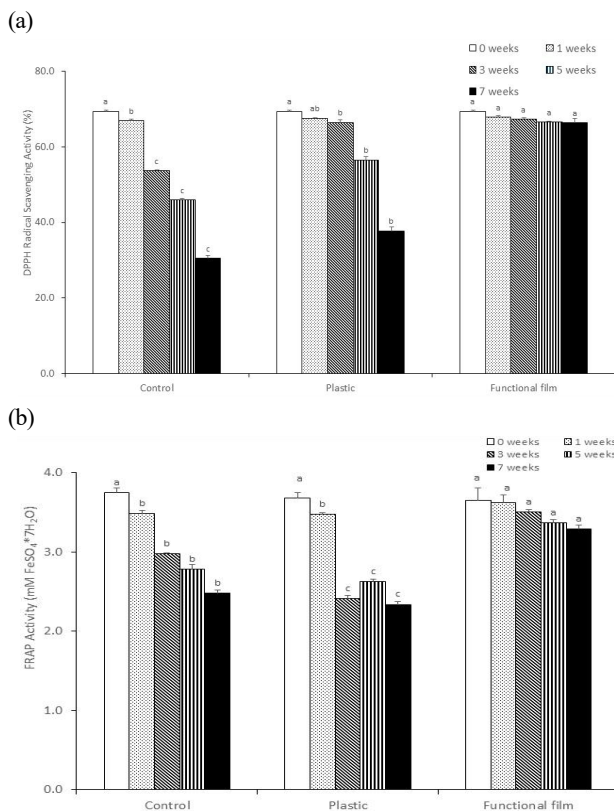 (a)
0 weeks 1 weeks
3 weeks 5 weeks
7 weeks
80.0
60.0
40.0
20.0
0.0
DPPH Radical Scavenging Activity (%)
a b c c c
a ab b b b
a a a a a
Control Plastic Functional film
(b)
0 weeks 1 weeks
3 weeks 5 weeks
7 weeks
4.0
3.0
2.0
1.0
0.0
FRAP Activity (mM FeSO₄*7H₂O)
a b b b b
a b c c c
a a a a a
Control Plastic Functional film